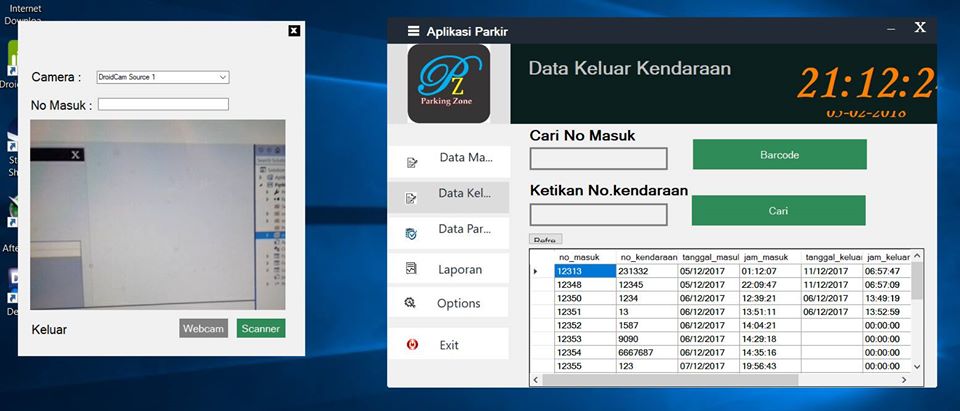 Internet
Camera :
DroidCam Source 1
No Masuk :
X
Keluar
Webcam
Scanner
Aplikasi Parkir
X
PZ
Parking Zone
Data Keluar Kendaraan
21:12:2
05-02-2018
Data Ma...
Data Kel...
Data Par...
Laporan
Options
Exit
Cari No Masuk
Barcode
Ketikan No.kendaraan
Cari
Refre
no_masuk no_kendaraan tanggal_masul jam_masuk tanggal_keluar jam_keluar
12313 231332 05/12/2017 01:12:07 11/12/2017 06:57:47
12348 12345 05/12/2017 22:09:47 11/12/2017 06:57:09
12350 1234 06/12/2017 12:39:21 06/12/2017 13:49:19
12351 13 06/12/2017 13:51:11 06/12/2017 13:52:59
12352 1587 06/12/2017 14:04:21 00:00:00
12353 9090 06/12/2017 14:29:18 00:00:00
12354 6667687 06/12/2017 14:35:16 00:00:00
12355 123 07/12/2017 19:56:43 00:00:00